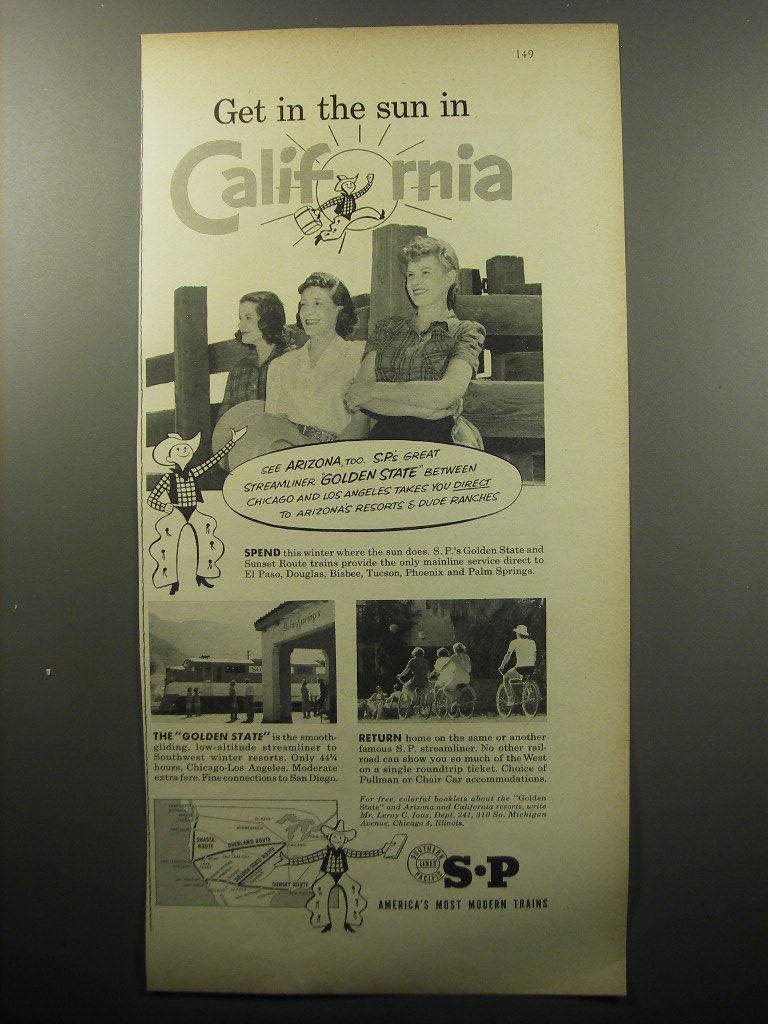 149
Get in the sun in
California
SEE ARIZONA, TOO. S.P.'s GREAT
STREAMLINER "GOLDEN STATE" BETWEEN
CHICAGO AND LOS ANGELES TAKES YOU DIRECT
TO ARIZONA'S RESORTS & DUDE RANCHES
SPEND this winter where the sun does. S. P.'s Golden State and
Sunset Route trains provide the only mainline service direct to
El Paso, Douglas, Bisbee, Tucson, Phoenix and Palm Springs.
Palm Springs
THE "GOLDEN STATE" is the smooth-
gliding, low-altitude streamliner to
Southwest winter resorts. Only 44¾
hours, Chicago-Los Angeles. Moderate
extra fare. Fine connections to San Diego.
RETURN home on the same or another
famous S. P. streamliner. No other rail-
road can show you so much of the West
on a single roundtrip ticket. Choice of
Pullman or Chair Car accommodations.
For free, colorful booklets about the "Golden
State" and Arizona and California resorts, write
Mr. Leroy C. Ioas, Dept. 241, 310 So. Michigan
Avenue, Chicago 4, Illinois.
SHASTA
ROUTE
OVERLAND ROUTE
GOLDEN STATE ROUTE
SUNSET ROUTE
SOUTHERN
LINES
PACIFIC
S·P
AMERICA'S MOST MODERN TRAINS